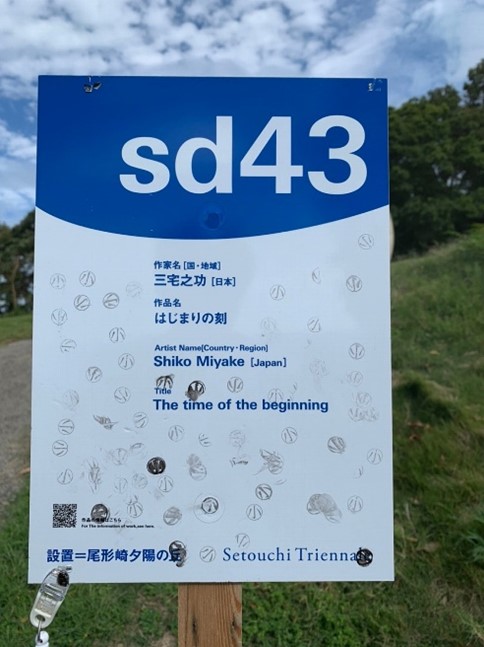 sd43
作家名 [国・地域]
三宅之功 [日本]
作品名
はじまりの刻
Artist Name[Country・Region]
Shiko Miyake [Japan]
Title
The time of the beginning
作品の情報はこちら
For The information of work,see here.
設置=尾形崎夕陽の丘
Setouchi Triennale